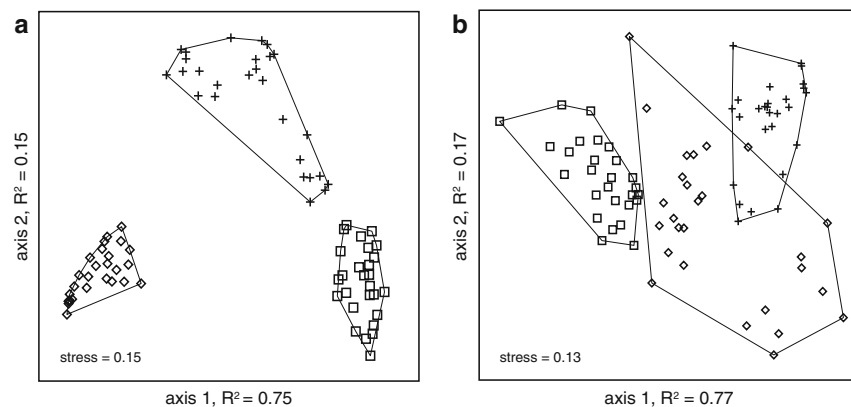 a
axis 2, R² = 0.15
stress = 0.15
axis 1, R² = 0.75
b
axis 2, R² = 0.17
stress = 0.13
axis 1, R² = 0.77